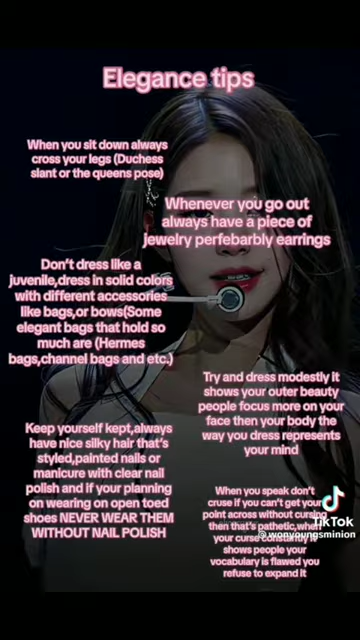 Elegance tips
When you sit down always
cross your legs (Duchess
slant or the queens pose)
Whenever you go out
always have a piece of
jewelry perfebarbly earrings
Don't dress like a
juvenile,dress in solid colors
with different accessories
like bags,or bows(Some
elegant bags that hold so
much are (Hermes
bags,channel bags and etc.)
Try and dress modestly it
shows your outer beauty
people focus more on your
face then your body the
way you dress represents
your mind
Keep yourself kept,always
have nice silky hair that's
styled,painted nails or
manicure with clear nail
polish and if your planning
on wearing on open toed
shoes NEVER WEAR THEM
WITHOUT NAIL POLISH
When you speak don't
cruse if you can't get your
point across without cursing
then that's pathetic,when
your curse constantly it
shows people your
vocabulary is flawed you
refuse to expand it
TikTok
@wonyoungsminion